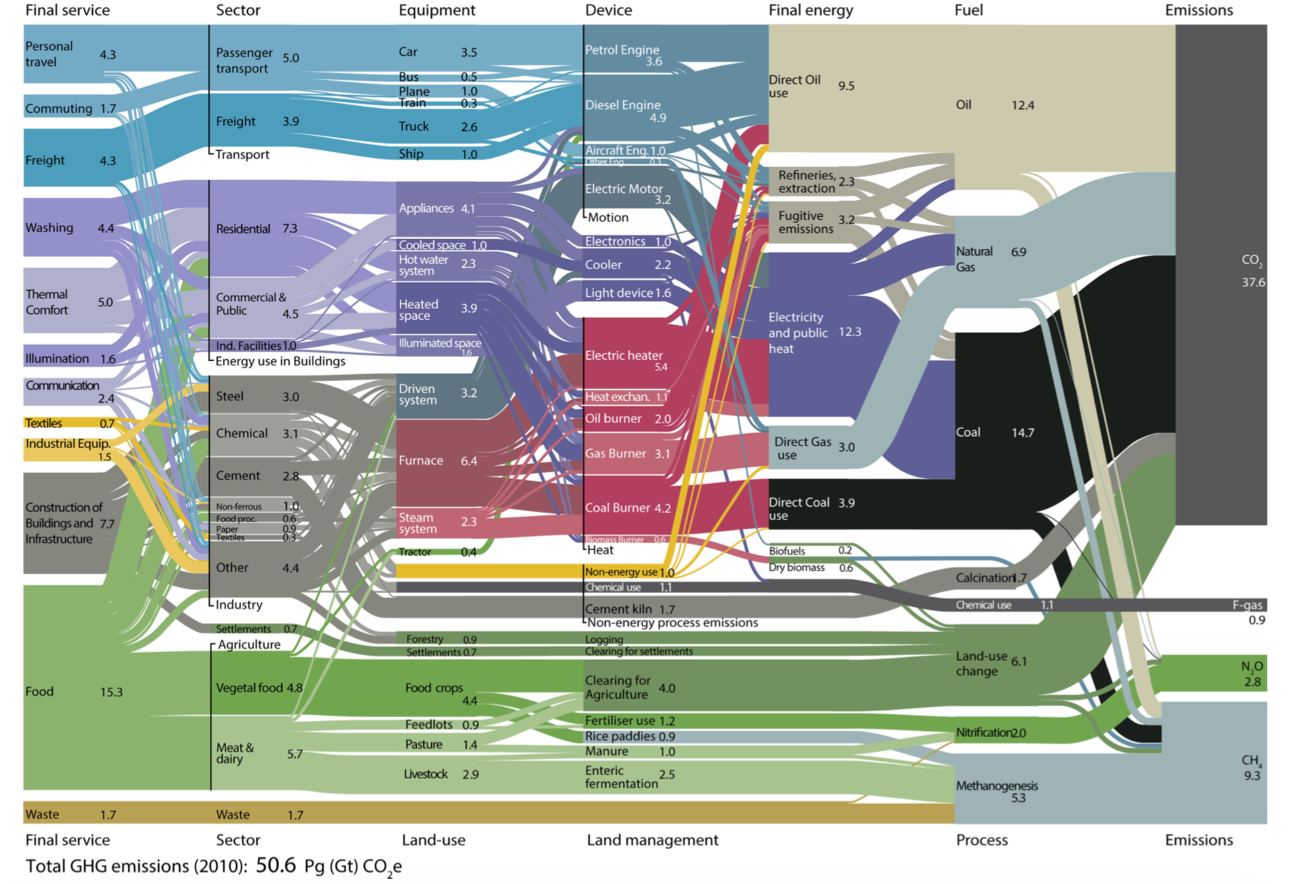 Final service
Sector
Equipment
Device
Final energy
Fuel
Emissions
Personal
travel 4.3
Commuting 1.7
Freight 4.3
Washing 4.4
Thermal
Comfort 5.0
Illumination 1.6
Communication
2.4
Textiles 0.7
Industrial Equip.
1.5
Construction of
Buildings and 7.7
Infrastructure
Food 15.3
Waste 1.7
Passenger
transport 5.0
Freight 3.9
Transport
Residential 7.3
Commercial &
Public 4.5
Ind. Facilities 1.0
Energy use in Buildings
Steel 3.0
Chemical 3.1
Cement 2.8
Non-ferrous 1.0
Food proc. 0.6
Paper 0.9
Textiles 0.3
Other 4.4
Industry
Settlements 0.7
Agriculture
Vegetal food 4.8
Meat &
dairy 5.7
Waste 1.7
Car 3.5
Bus 0.5
Plane 1.0
Train 0.3
Truck 2.6
Ship 1.0
Appliances 4.1
Cooled space 1.0
Hot water
system 2.3
Heated
space 3.9
Illuminated space
1.6
Driven
system 3.2
Furnace 6.4
Steam
system 2.3
Tractor 0.4
Forestry 0.9
Settlements 0.7
Food crops
4.4
Feedlots 0.9
Pasture 1.4
Livestock 2.9
Petrol Engine
3.6
Diesel Engine
4.9
Aircraft Eng. 1.0
Other Eng. 0.3
Electric Motor
3.2
Motion
Electronics 1.0
Cooler 2.2
Light device 1.6
Electric heater
5.4
Heat exchan. 1.1
Oil burner 2.0
Gas Burner 3.1
Coal Burner 4.2
Biomass Burner 0.6
Heat
Non-energy use 1.0
Chemical use 1.1
Cement kiln 1.7
Non-energy process emissions
Logging
Clearing for settlements
Clearing for
Agriculture 4.0
Fertiliser use 1.2
Rice paddies 0.9
Manure 1.0
Enteric
fermentation 2.5
Direct Oil
use 9.5
Refineries,
extraction 2.3
Fugitive
emissions 3.2
Electricity
and public 12.3
heat
Direct Gas
use 3.0
Direct Coal 3.9
use
Biofuels 0.2
Dry biomass 0.6
Oil 12.4
Natural
Gas 6.9
Coal 14.7
Calcination 1.7
Chemical use 1.1
Land-use
change 6.1
Nitrification 2.0
Methanogenesis
5.3
CO₂
37.6
F-gas
0.9
N₂O
2.8
CH₄
9.3
Final service
Sector
Land-use
Land management
Process
Emissions
Total GHG emissions (2010): 50.6 Pg (Gt) CO₂e